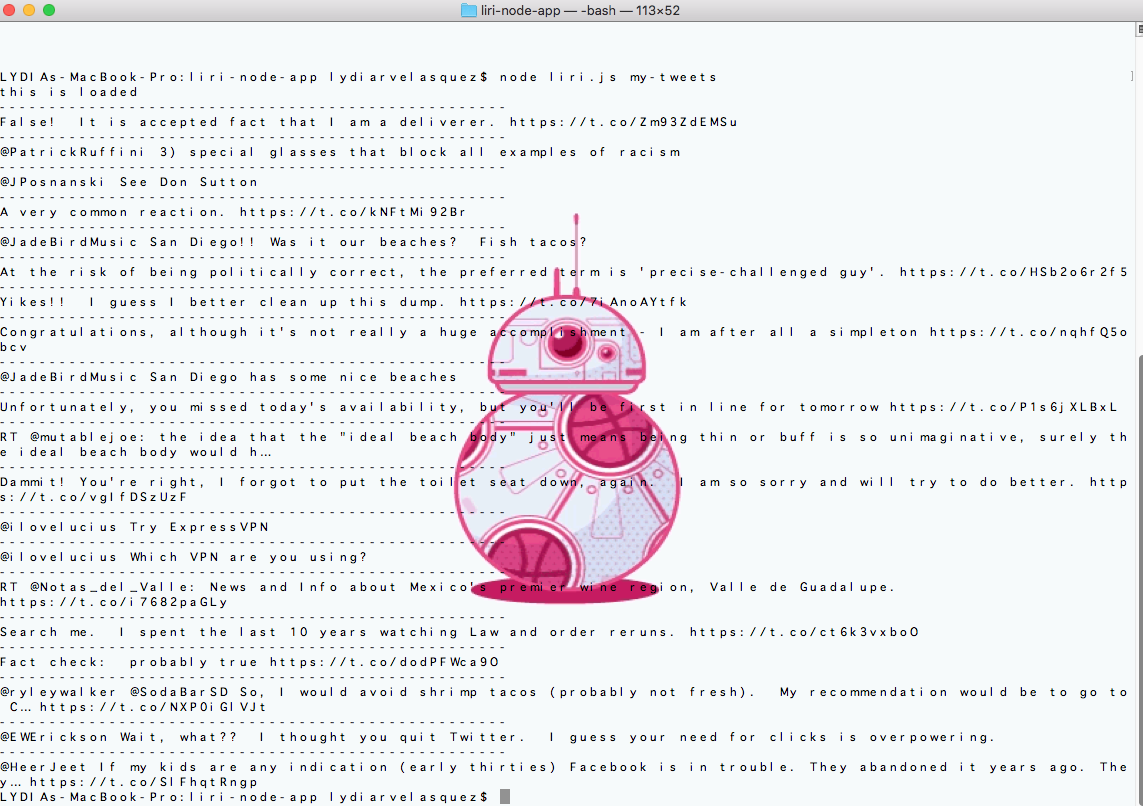 liri-node-app — -bash — 113×52
LYDIAs-MacBook-Pro:liri-node-app lydiarvelasquez$ node liri.js my-tweets
this is loaded
--------------------------------------------------
False!  It is accepted fact that I am a deliverer. https://t.co/Zm93ZdEMSu
--------------------------------------------------
@PatrickRuffini 3) special glasses that block all examples of racism
--------------------------------------------------
@JPosnanski See Don Sutton
--------------------------------------------------
A very common reaction. https://t.co/kNFtMi92Br
--------------------------------------------------
@JadeBirdMusic San Diego!! Was it our beaches?  Fish tacos?
--------------------------------------------------
At the risk of being politically correct, the preferred term is 'precise-challenged guy'. https://t.co/HSb2o6r2f5
--------------------------------------------------
Yikes!!  I guess I better clean up this dump. https://t.co/7iAnoAYtfk
--------------------------------------------------
Congratulations, although it's not really a huge accomplishment - I am after all a simpleton https://t.co/nqhfQ5o
bcv
--------------------------------------------------
@JadeBirdMusic San Diego has some nice beaches
--------------------------------------------------
Unfortunately, you missed today's availability, but you'll be first in line for tomorrow https://t.co/P1s6jXLBxL
--------------------------------------------------
RT @mutablejoe: the idea that the "ideal beach body" just means being thin or buff is so unimaginative, surely th
e ideal beach body would h…
--------------------------------------------------
Dammit! You're right, I forgot to put the toilet seat down, again.  I am so sorry and will try to do better. http
s://t.co/vglfDSzUzF
--------------------------------------------------
@ilovelucius Try ExpressVPN
--------------------------------------------------
@ilovelucius Which VPN are you using?
--------------------------------------------------
RT @Notas_del_Valle: News and Info about Mexico's premier wine region, Valle de Guadalupe.
https://t.co/i7682paGLy
--------------------------------------------------
Search me.  I spent the last 10 years watching Law and order reruns. https://t.co/ct6k3vxboO
--------------------------------------------------
Fact check:  probably true https://t.co/dodPFWca9O
--------------------------------------------------
@ryleywalker @SodaBarSD So, I would avoid shrimp tacos (probably not fresh).  My recommendation would be to go to
C… https://t.co/NXP0iGlVJt
--------------------------------------------------
@EWErickson Wait, what??  I thought you quit Twitter.  I guess your need for clicks is overpowering.
--------------------------------------------------
@HeerJeet If my kids are any indication (early thirties) Facebook is in trouble. They abandoned it years ago. The
y… https://t.co/SlFhqtRngp
LYDIAs-MacBook-Pro:liri-node-app lydiarvelasquez$